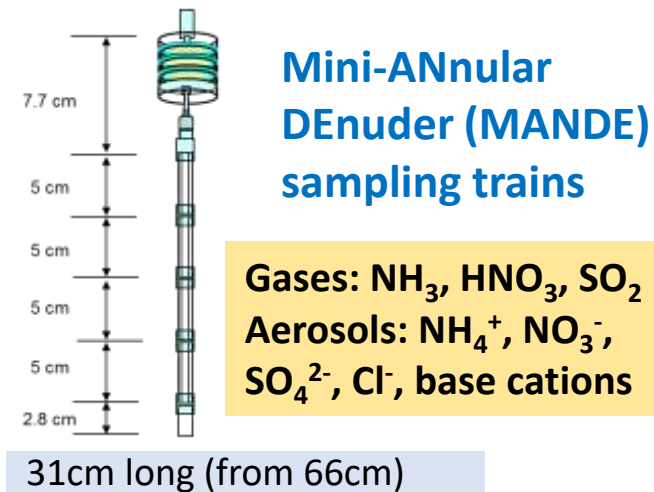 7.7 cm
5 cm
5 cm
5 cm
5 cm
2.8 cm
Mini-ANnular
DEnuder (MANDE)
sampling trains
Gases: NH₃, HNO₃, SO₂
Aerosols: NH₄⁺, NO₃⁻,
SO₄²⁻, Cl⁻, base cations
31cm long (from 66cm)